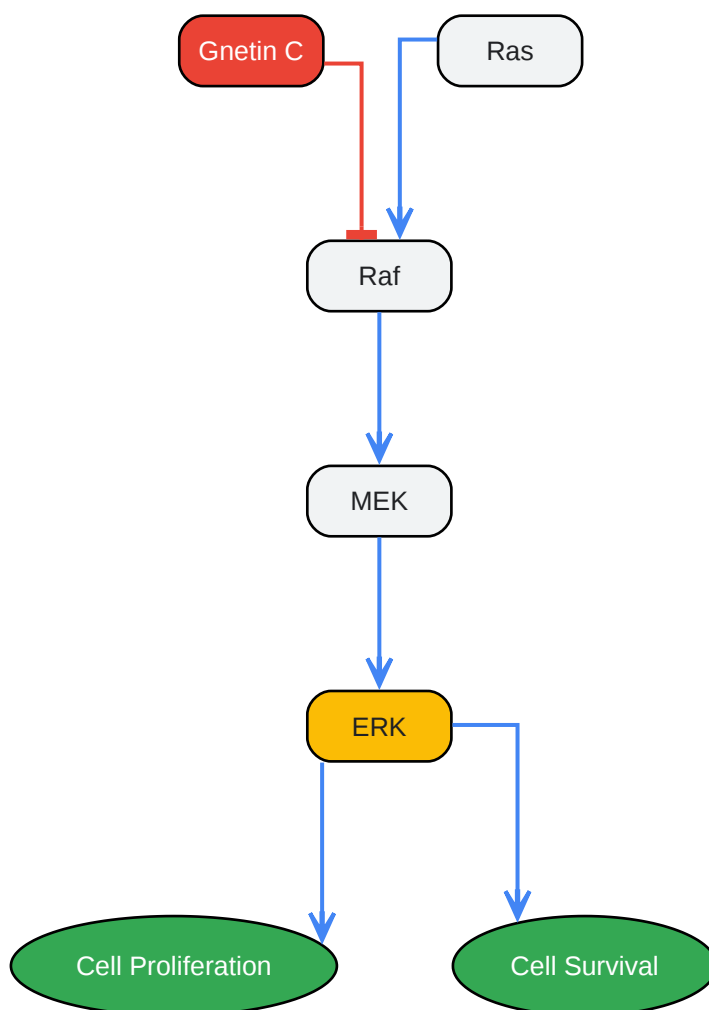 Gnetin C
Ras
Raf
MEK
ERK
Cell Proliferation
Cell Survival